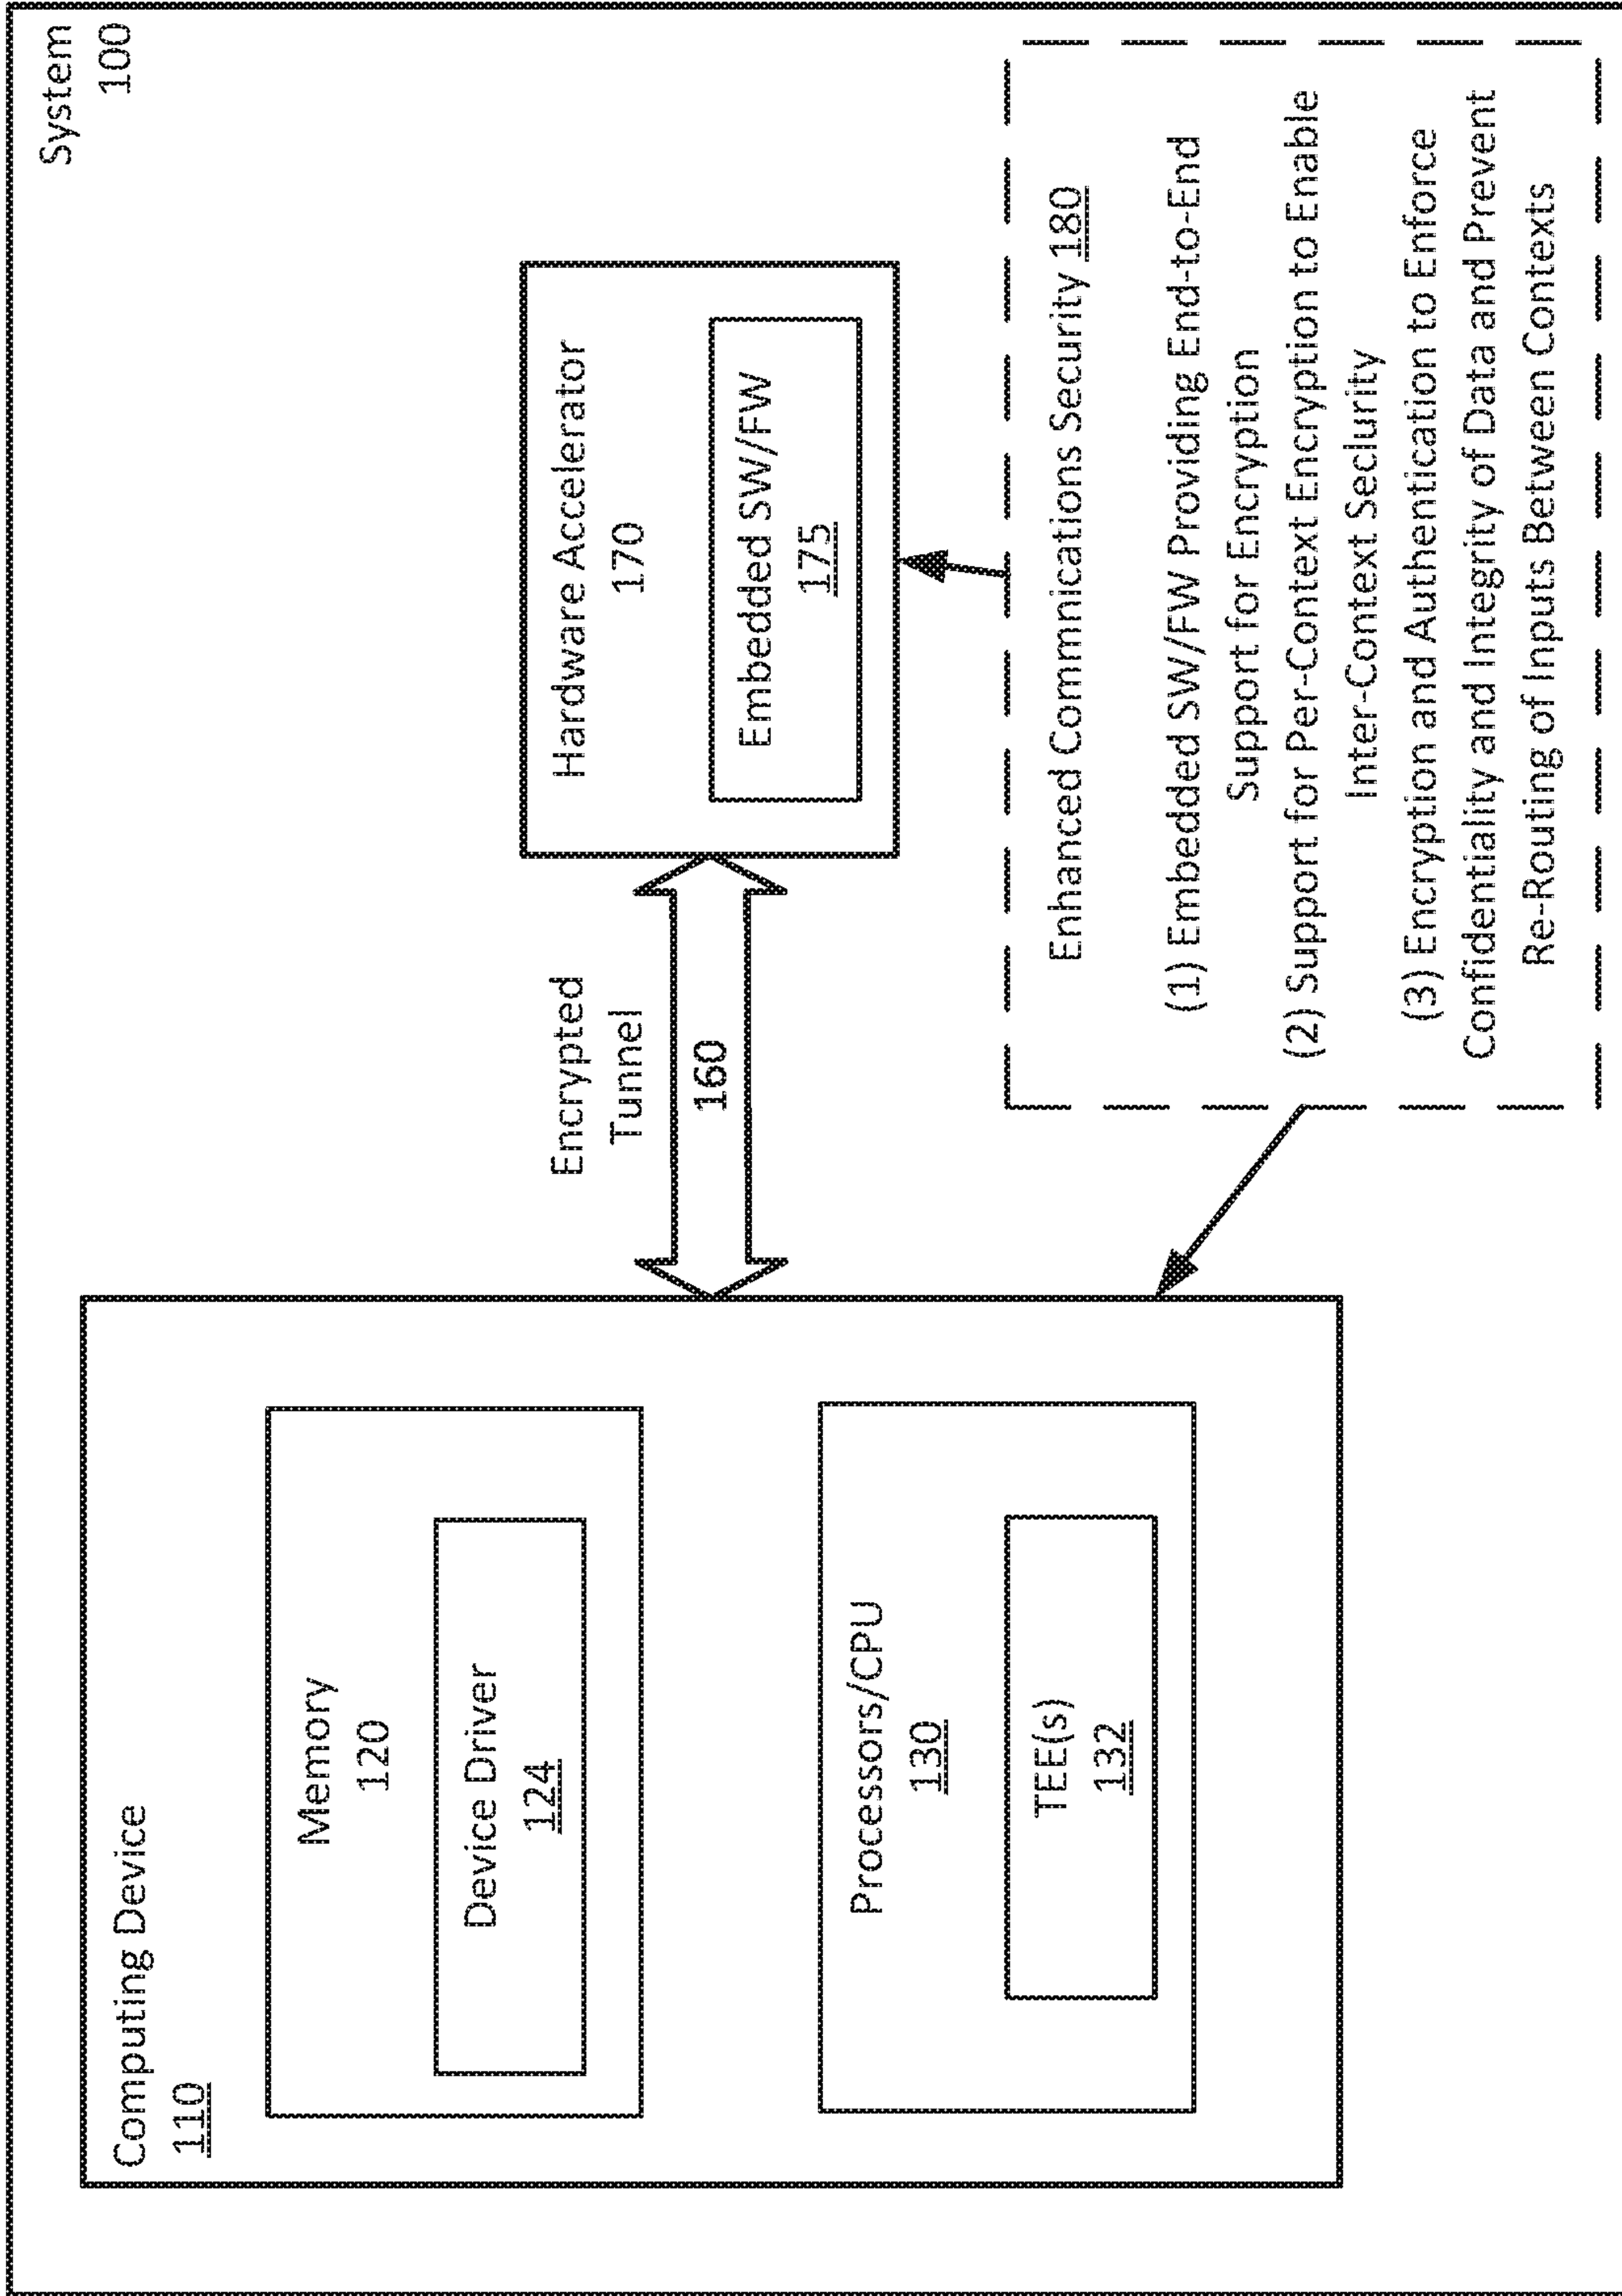 System
100
Computing Device
110
Memory
120
Device Driver
124
Processors/CPU
130
TEE(s)
132
Encrypted
Tunnel
160
Hardware Accelerator
170
Embedded SW/FW
175
Enhanced Commnications Security 180
(1) Embedded SW/FW Providing End-to-End
Support for Encryption
(2) Support for Per-Context Encryption to Enable
Inter-Context Seclurity
(3) Encryption and Authentication to Enforce
Confidentiality and Integrity of Data and Prevent
Re-Routing of Inputs Between Contexts